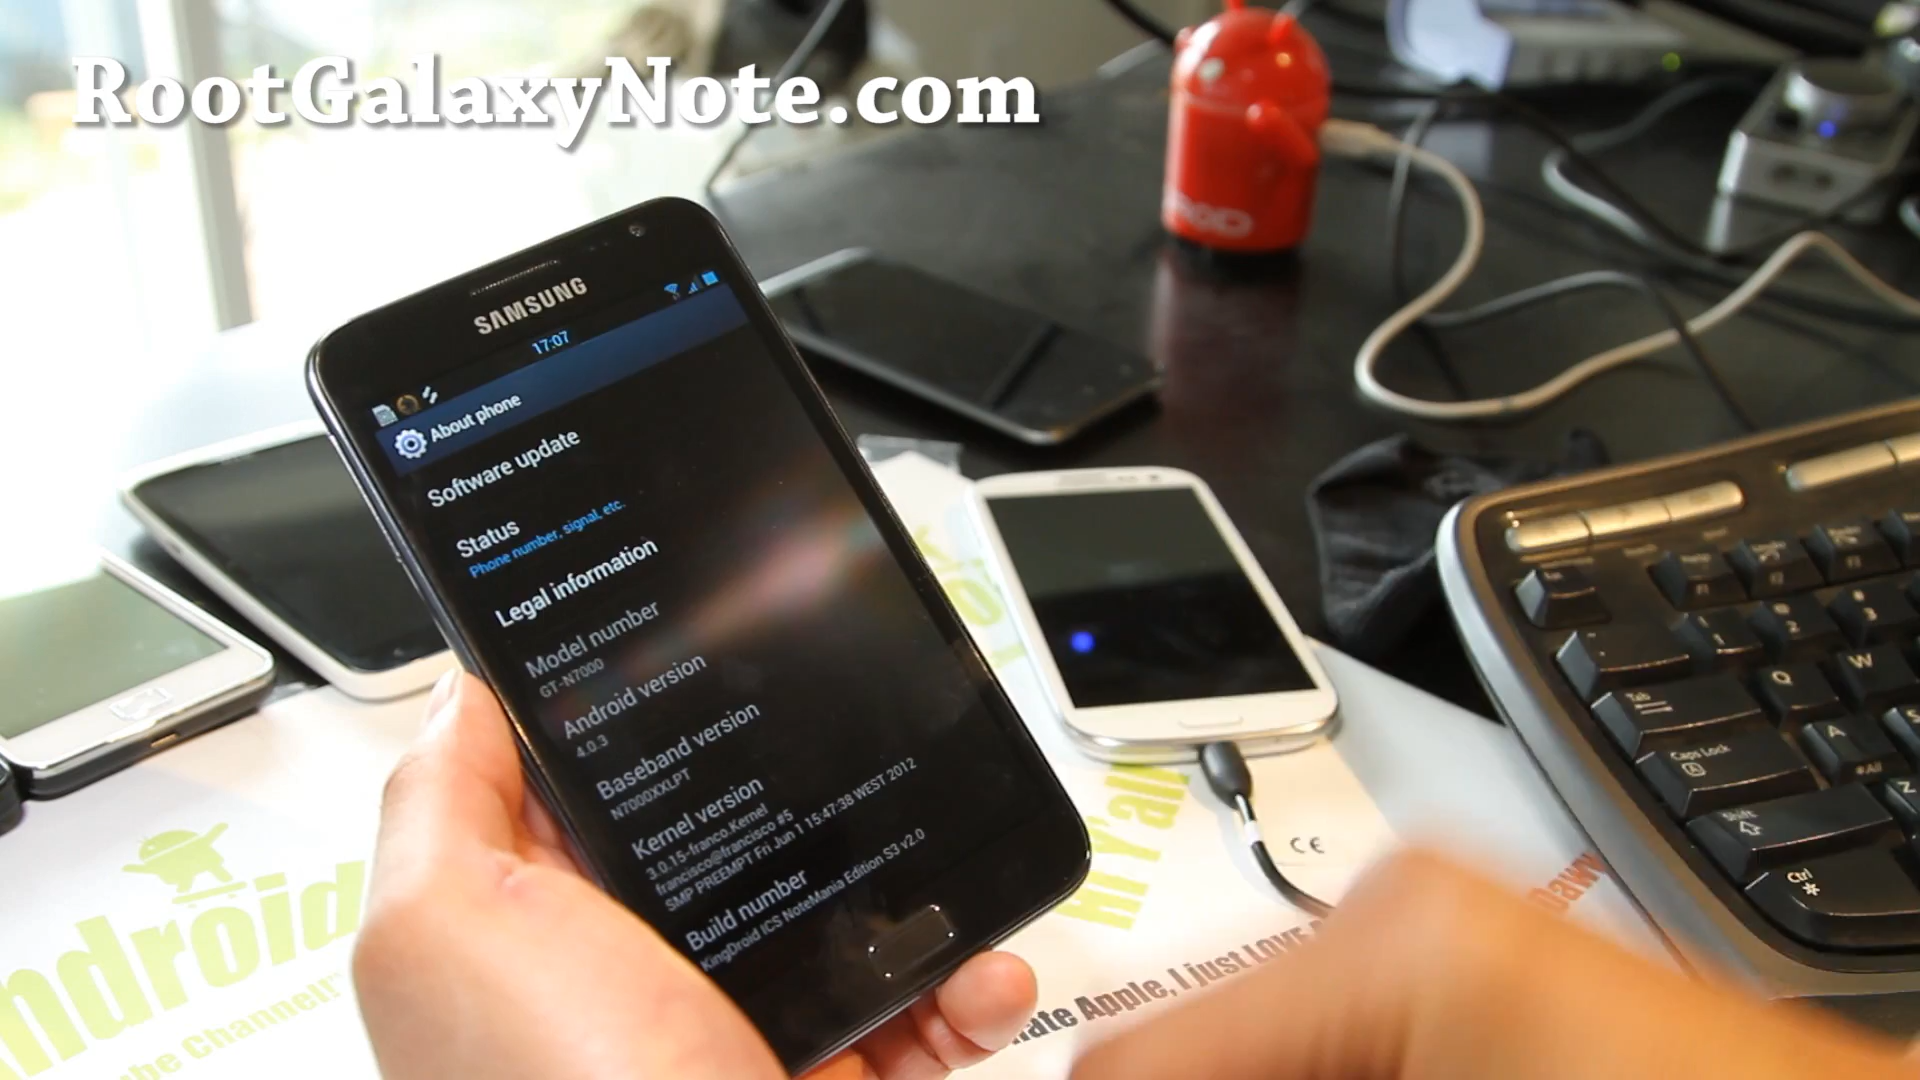 RootGalaxyNote.com
SAMSUNG
17:07
About phone
Software update
Status
Phone number, signal, etc.
Legal information
Model number
GT-N7000
Android version
4.0.3
Baseband version
N7000XXLPT
Kernel version
3.0.15-franco.Kernel
francisco@francisco #5
SMP PREEMPT Fri Jun 1 15:47:38 WEST 2012
Build number
KingDroid ICS NoteMania Edition S3 v2.0
Hi Y'all
CE
Apple, I just LOVE
ndroid
Channel!"
Q
W
Tab
A
Caps Lock
Shift
Z
Ctrl